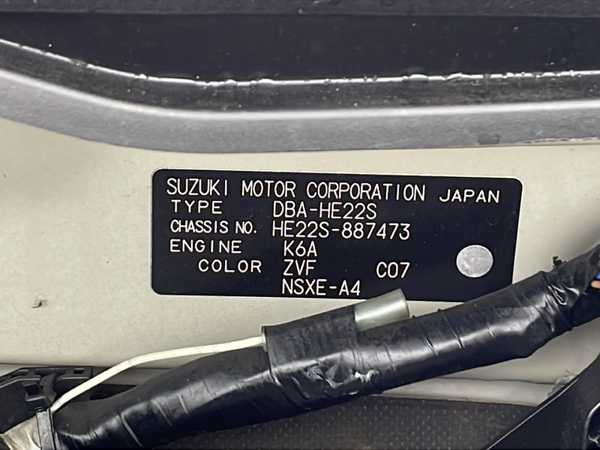 SUZUKI MOTOR CORPORATION JAPAN
TYPE DBA-HE22S
CHASSIS NO. HE22S-887473
ENGINE K6A
COLOR ZVF C07
NSXE-A4